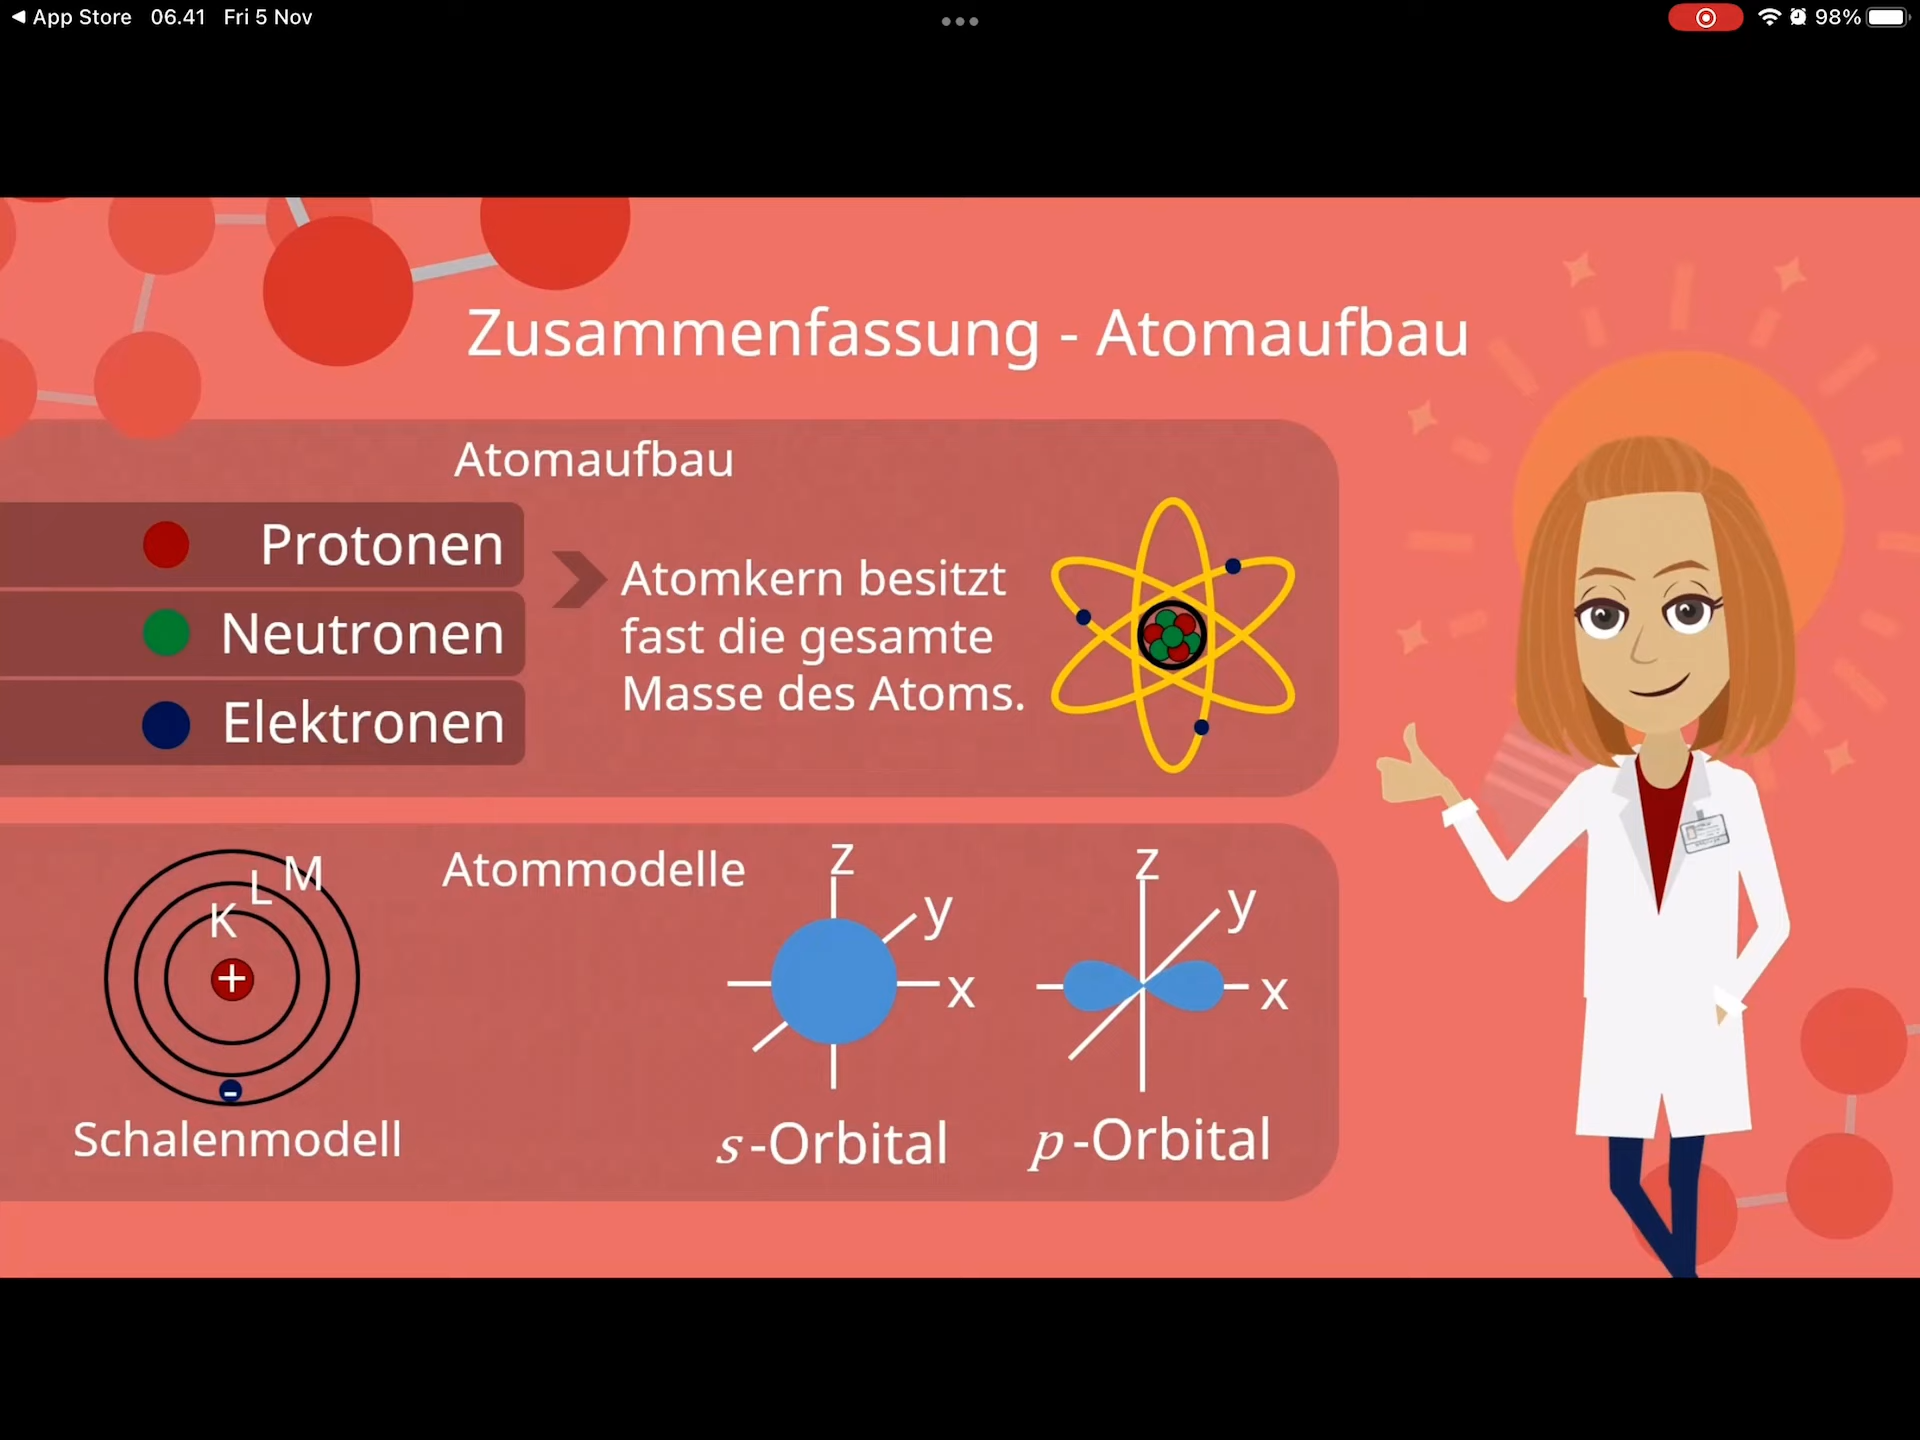 App Store 06.41 Fri 5 Nov
98%
Zusammenfassung - Atomaufbau
Atomaufbau
Protonen
Neutronen
Elektronen
Atomkern besitzt
fast die gesamte
Masse des Atoms.
Atommodelle
K L M
+
-
Schalenmodell
z
y
x
s-Orbital
z
y
x
p-Orbital